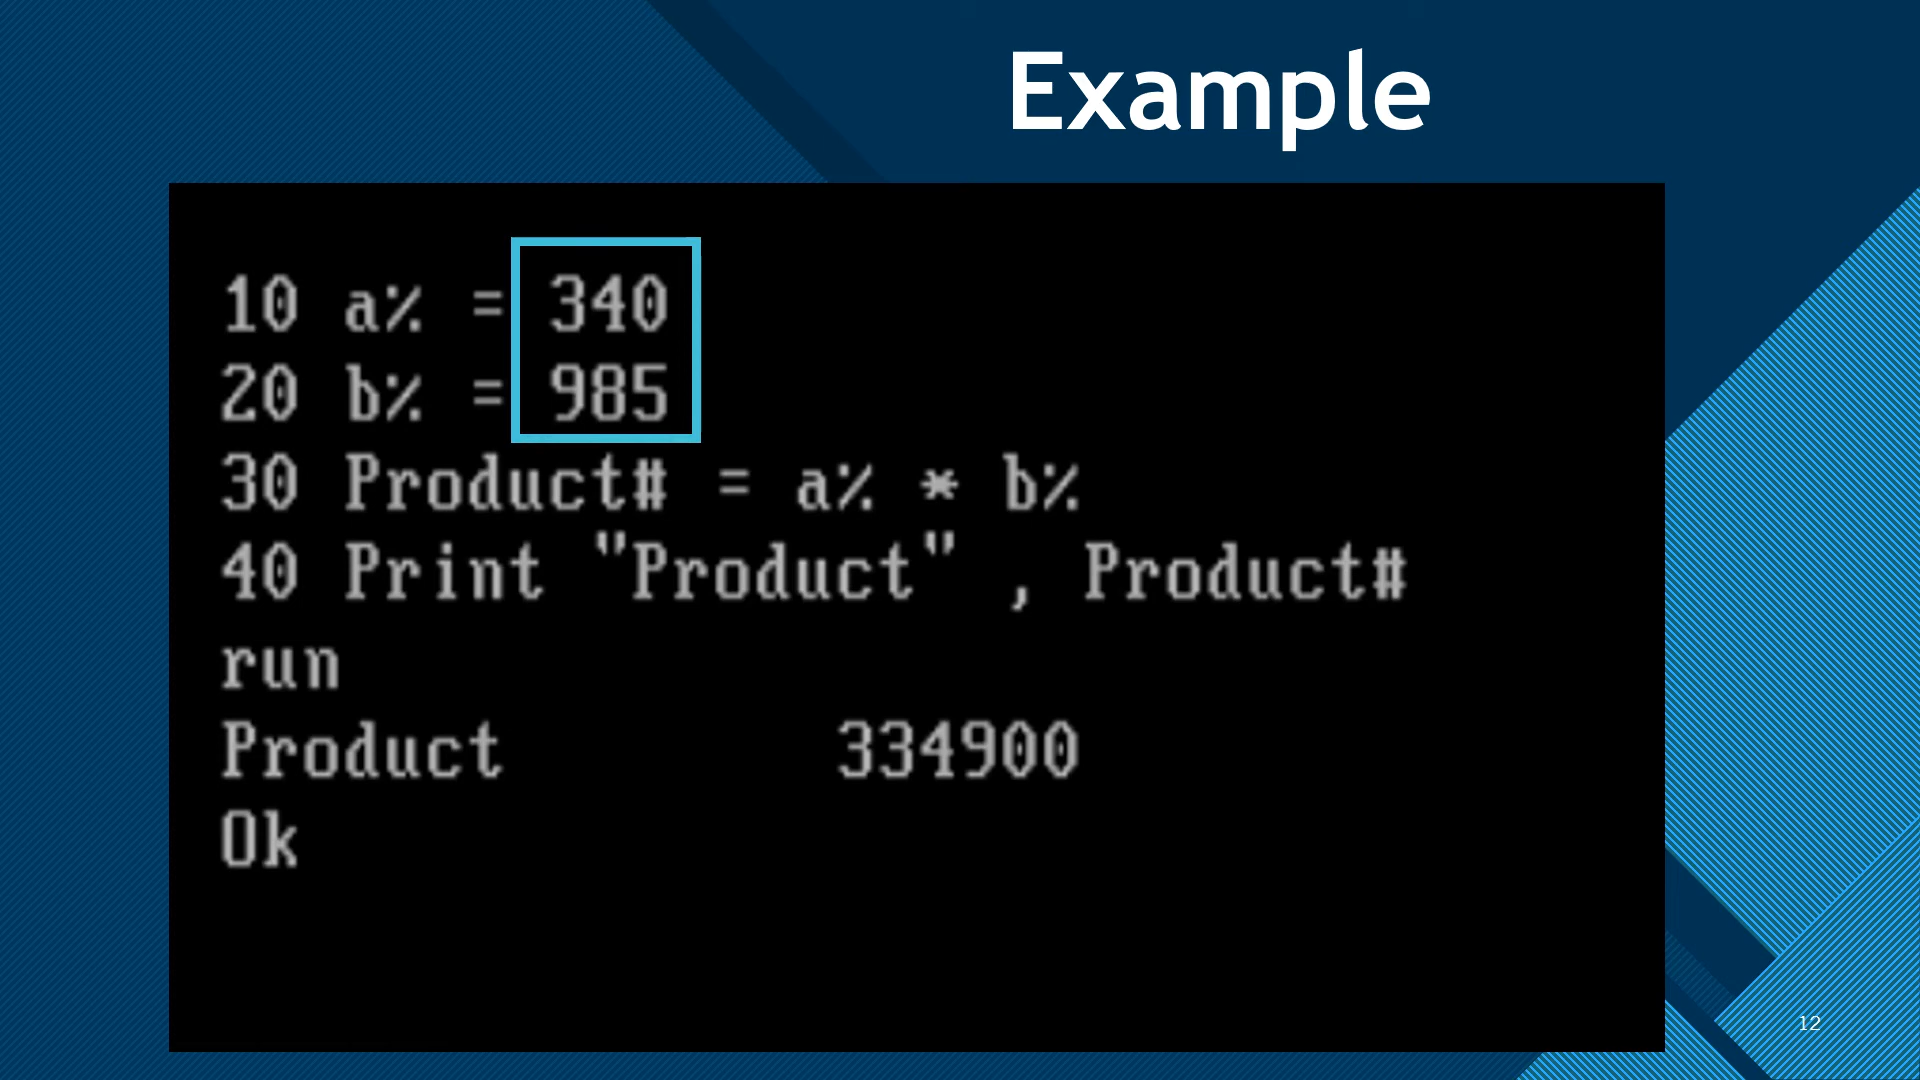 Example
10 a% = 340
20 b% = 985
30 Product# = a% * b%
40 Print "Product" , Product#
run
Product 334900
Ok
12